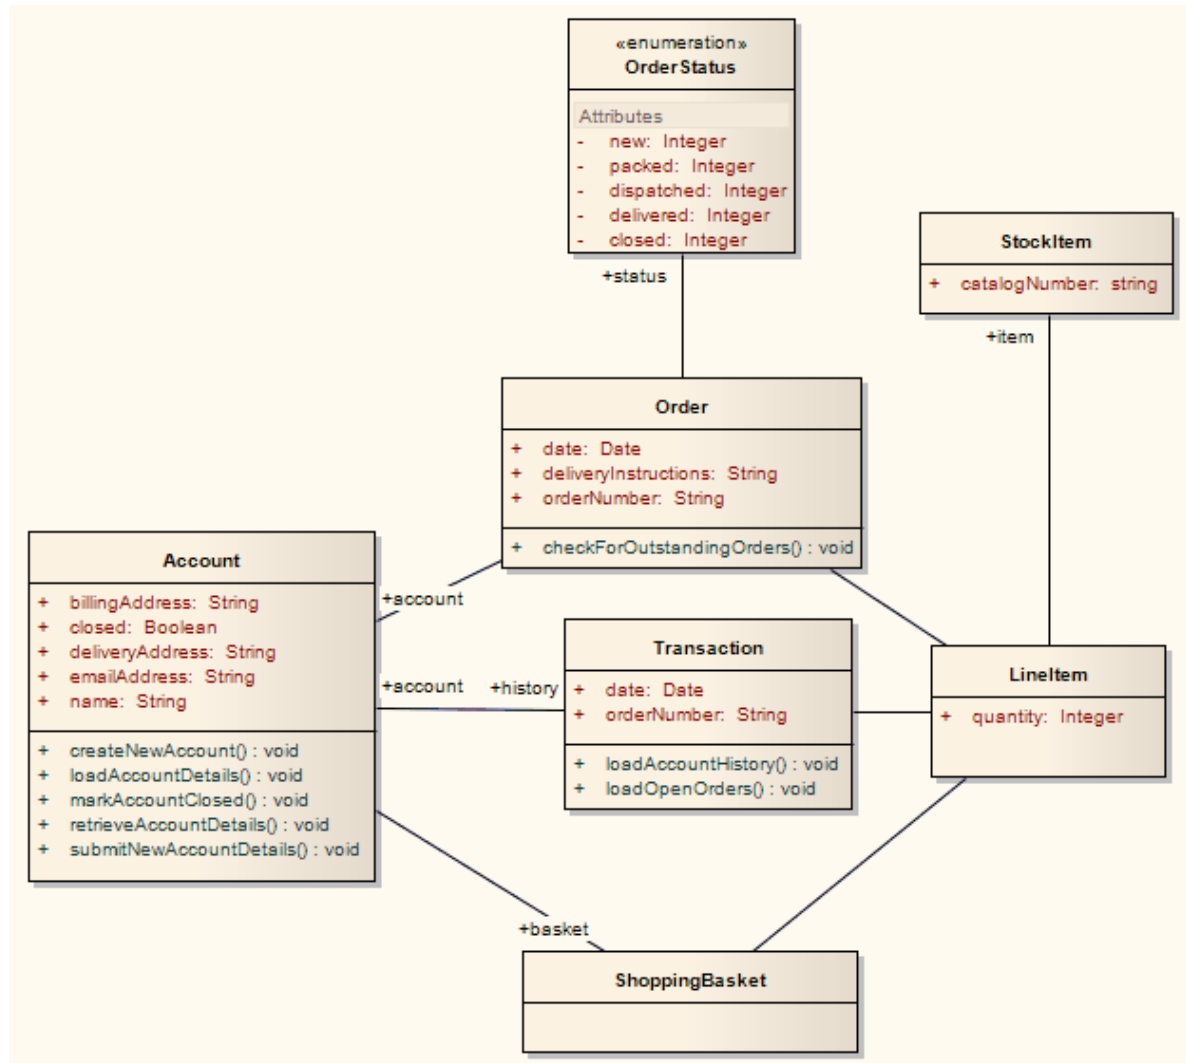 «enumeration»
OrderStatus
Attributes
- new: Integer
- packed: Integer
- dispatched: Integer
- delivered: Integer
- closed: Integer
+status
StockItem
+ catalogNumber: string
+item
Order
+ date: Date
+ deliveryInstructions: String
+ orderNumber: String
+ checkForOutstandingOrders() : void
Account
+ billingAddress: String
+ closed: Boolean
+ deliveryAddress: String
+ emailAddress: String
+ name: String
+ createNewAccount() : void
+ loadAccountDetails() : void
+ markAccountClosed() : void
+ retrieveAccountDetails() : void
+ submitNewAccountDetails() : void
+account
+account
+history
Transaction
+ date: Date
+ orderNumber: String
+ loadAccountHistory() : void
+ loadOpenOrders() : void
LineItem
+ quantity: Integer
+basket
ShoppingBasket